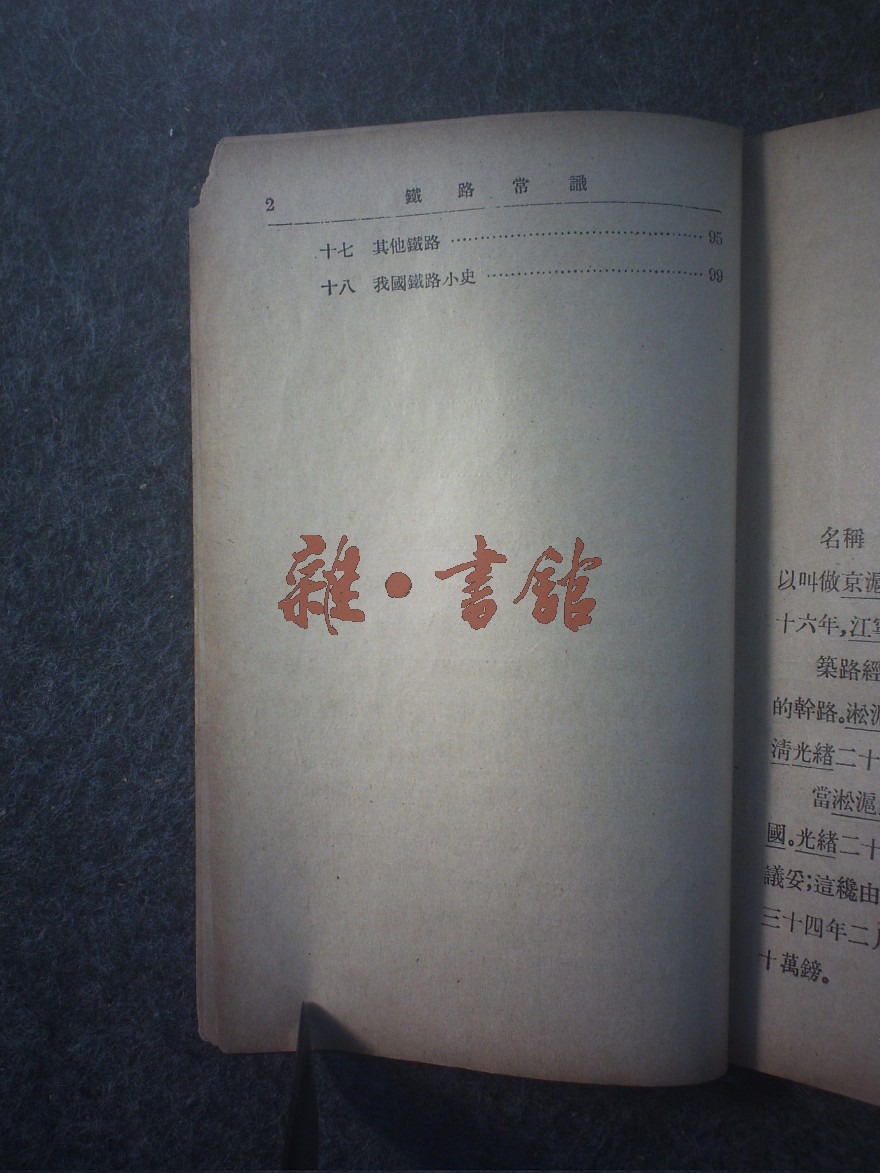 2 鐵路常識
十七 其他鐵路 95
十八 我國鐵路小史 99
雜·書館
名稱
以叫做京滬
十六年,江寧
築路經
的幹路。淞滬
清光緒二十
當淞滬
國。光緒二十
議妥;這纔由
三十四年二月
十萬鎊。